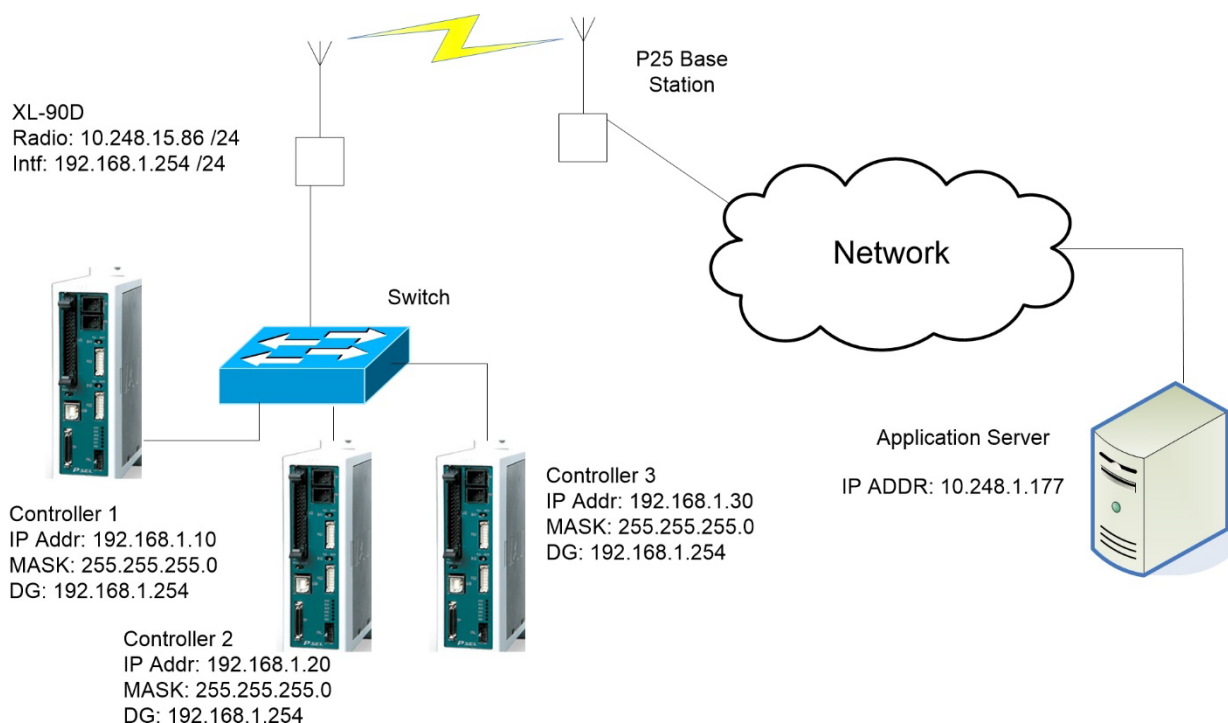 P25 Base
Station
XL-90D
Radio: 10.248.15.86 /24
Intf: 192.168.1.254 /24
Network
Switch
Application Server
IP ADDR: 10.248.1.177
Controller 3
IP Addr: 192.168.1.30
MASK: 255.255.255.0
DG: 192.168.1.254
Controller 1
IP Addr: 192.168.1.10
MASK: 255.255.255.0
DG: 192.168.1.254
Controller 2
IP Addr: 192.168.1.20
MASK: 255.255.255.0
DG: 192.168.1.254